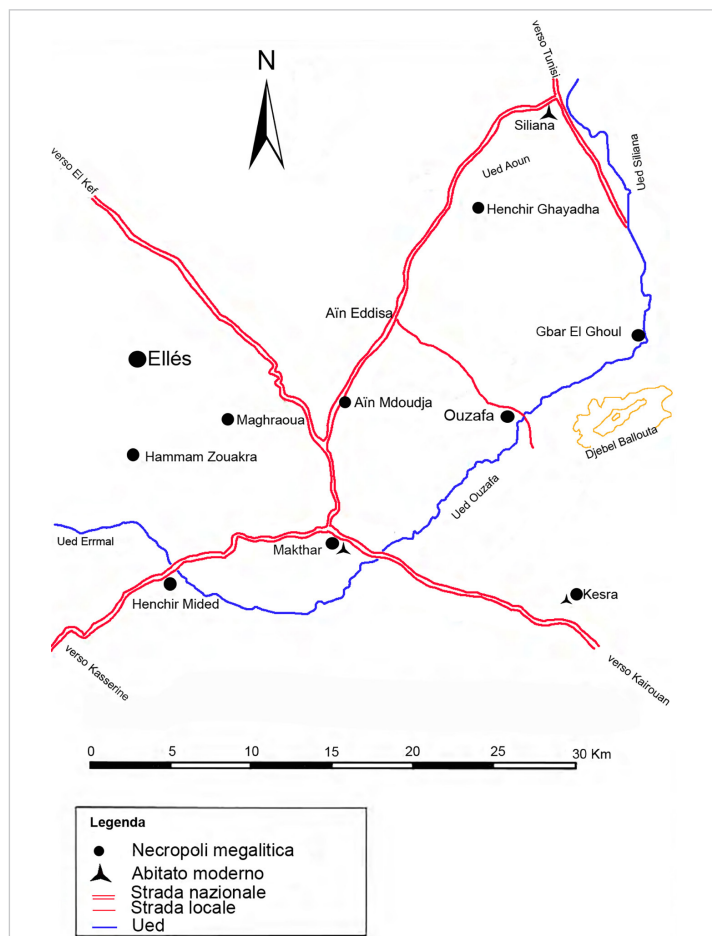 verso Tunisi
N
Siliana
verso El Kef
Ued Aoun
Ued Siliana
Henchir Ghayadha
Aïn Eddisa
Gbar El Ghoul
Ellés
Aïn Mdoudja
Ouzafa
Maghraoua
Djebel Ballouta
Hammam Zouakra
Ued Ouzafa
Ued Errmal
Makthar
Kesra
Henchir Mided
verso Kasserine
verso Kairouan
0 5 10 15 20 25 30 Km
Legenda
Necropoli megalitica
Abitato moderno
Strada nazionale
Strada locale
Ued